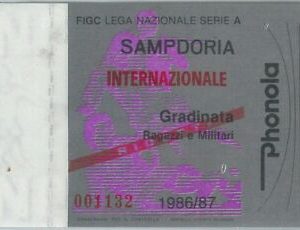 FIGC LEGA NAZIONALE SERIE A
SAMPDORIA
INTERNAZIONALE
Gradinata
Ragazzi e Militari
Phonola
001132
1986/87